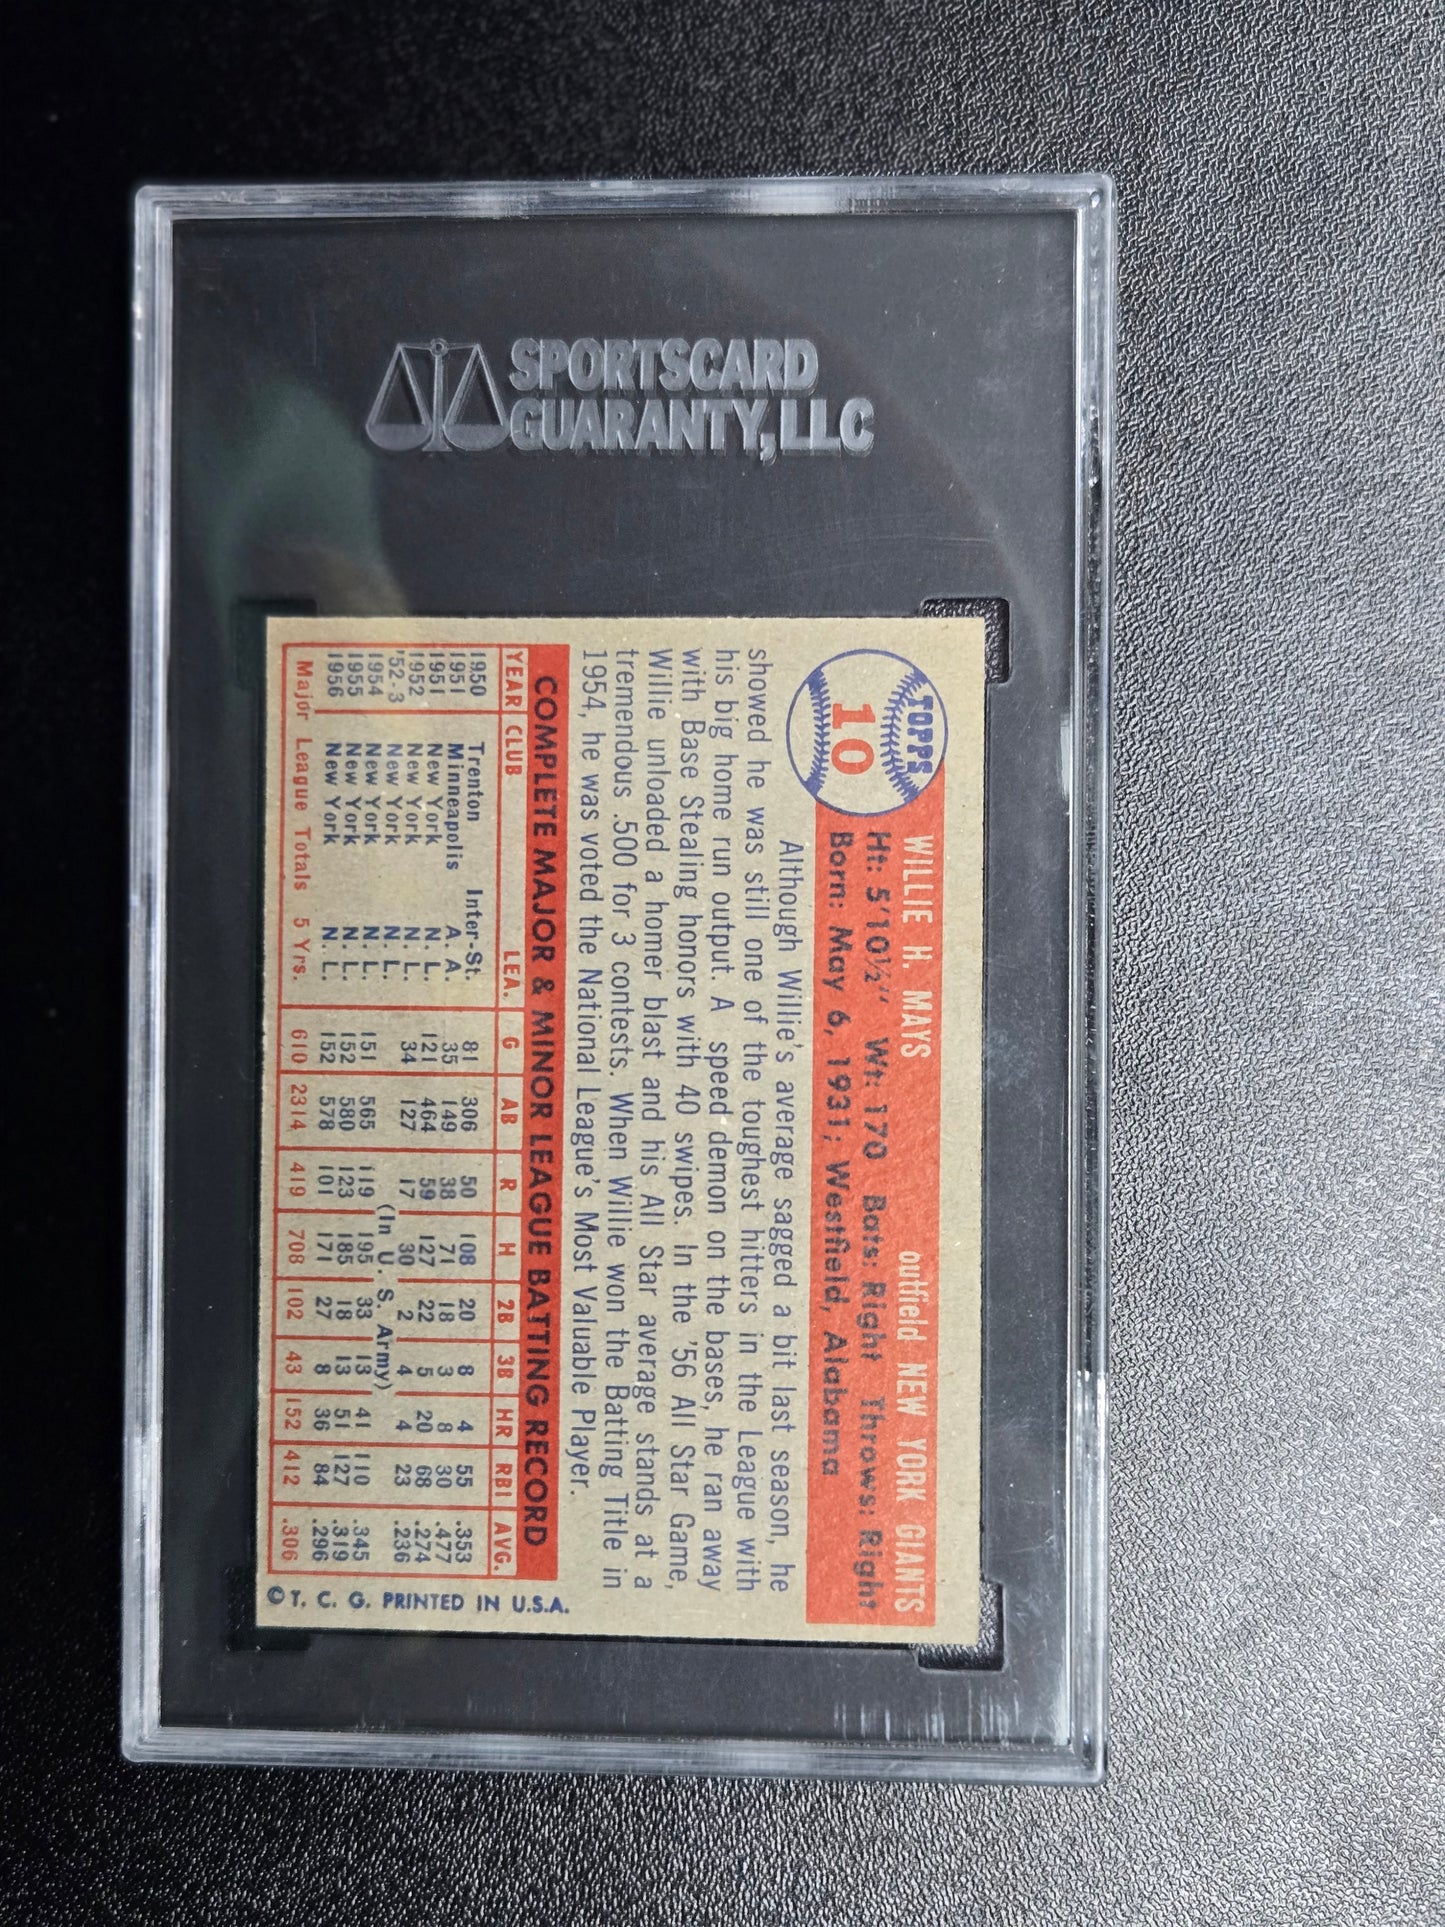 SPORTSCARD
GUARANTY, LLC
TOPPS
10
WILLIE H. MAYS outfield NEW YORK GIANTS
Ht: 5'10½" Wt: 170 Bats: Right Throws: Right
Born: May 6, 1931; Westfield, Alabama
Although Willie's average sagged a bit last season, he
showed he was still one of the toughest hitters in the League with
his big home run output. A speed demon on the bases, he ran away
with Base Stealing honors with 40 swipes. In the '56 All Star Game,
Willie unloaded a homer blast and his All Star average stands at a
tremendous .500 for 3 contests. When Willie won the Batting Title in
1954, he was voted the National League's Most Valuable Player.
COMPLETE MAJOR & MINOR LEAGUE BATTING RECORD
YEAR CLUB LEA. G AB R H 2B 3B HR RBI AVG.
1950 Trenton Inter-St. 81 306 50 108 20 8 4 55 .353
1951 Minneapolis A. A. 35 149 38 71 18 3 8 30 .477
1951 New York N. L. 121 464 59 127 22 5 20 68 .274
1952 New York N. L. 34 127 17 30 2 4 4 23 .236
'52-3 New York N. L. (In U. S. Army)
1954 New York N. L. 151 565 119 195 33 13 41 110 .345
1955 New York N. L. 152 580 123 185 18 13 51 127 .319
1956 New York N. L. 152 578 101 171 27 8 36 84 .296
Major League Totals 5 Yrs. 610 2314 419 708 102 43 152 412 .306
© T. C. G. PRINTED IN U.S.A.